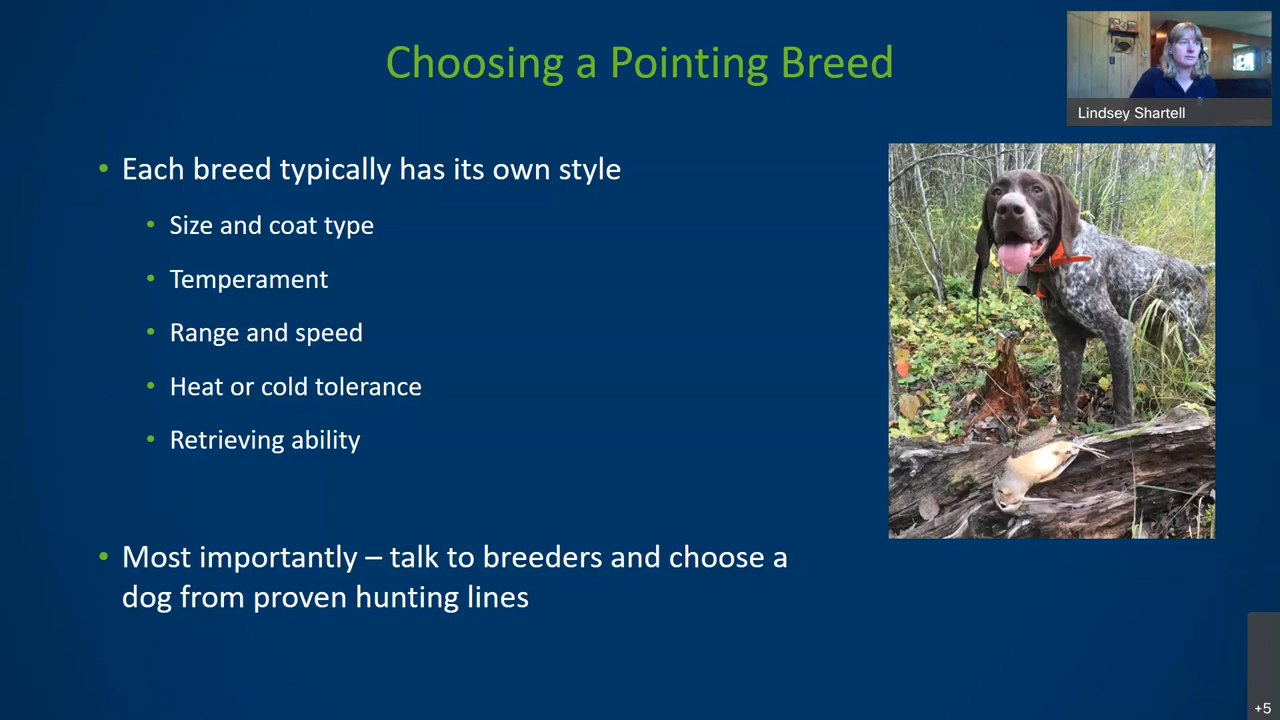 Choosing a Pointing Breed
Lindsey Shartell
• Each breed typically has its own style
• Size and coat type
• Temperament
• Range and speed
• Heat or cold tolerance
• Retrieving ability
• Most importantly – talk to breeders and choose a
dog from proven hunting lines
+5